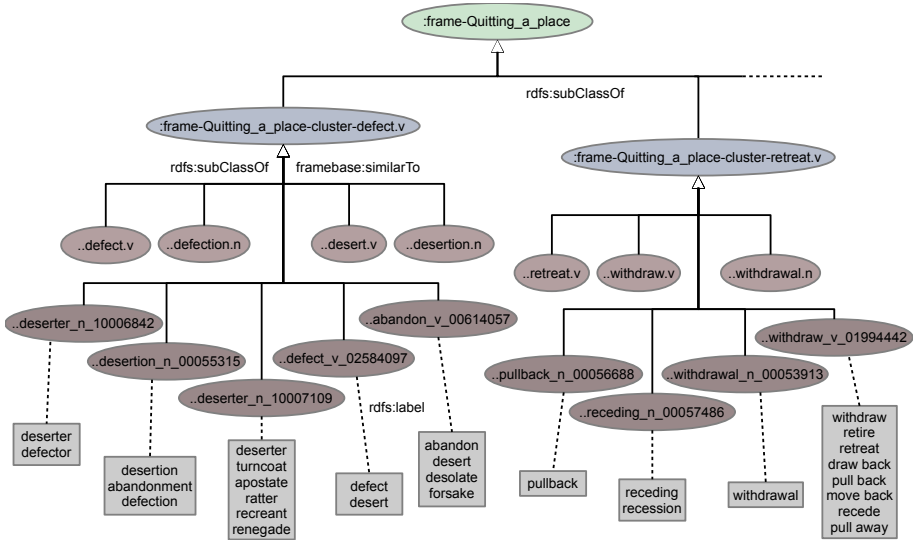 :frame-Quitting_a_place
rdfs:subClassOf
:frame-Quitting_a_place-cluster-defect.v
:frame-Quitting_a_place-cluster-retreat.v
rdfs:subClassOf
framebase:similarTo
..defect.v
..defection.n
..desert.v
..desertion.n
..retreat.v
..withdraw.v
..withdrawal.n
..deserter_n_10006842
..desertion_n_00055315
..deserter_n_10007109
..defect_v_02584097
..abandon_v_00614057
..pullback_n_00056688
..receding_n_00057486
..withdrawal_n_00053913
..withdraw_v_01994442
rdfs:label
deserter
defector
desertion
abandonment
defection
deserter
turncoat
apostate
ratter
recreant
renegade
defect
desert
abandon
desert
desolate
forsake
pullback
receding
recession
withdrawal
withdraw
retire
retreat
draw back
pull back
move back
recede
pull away